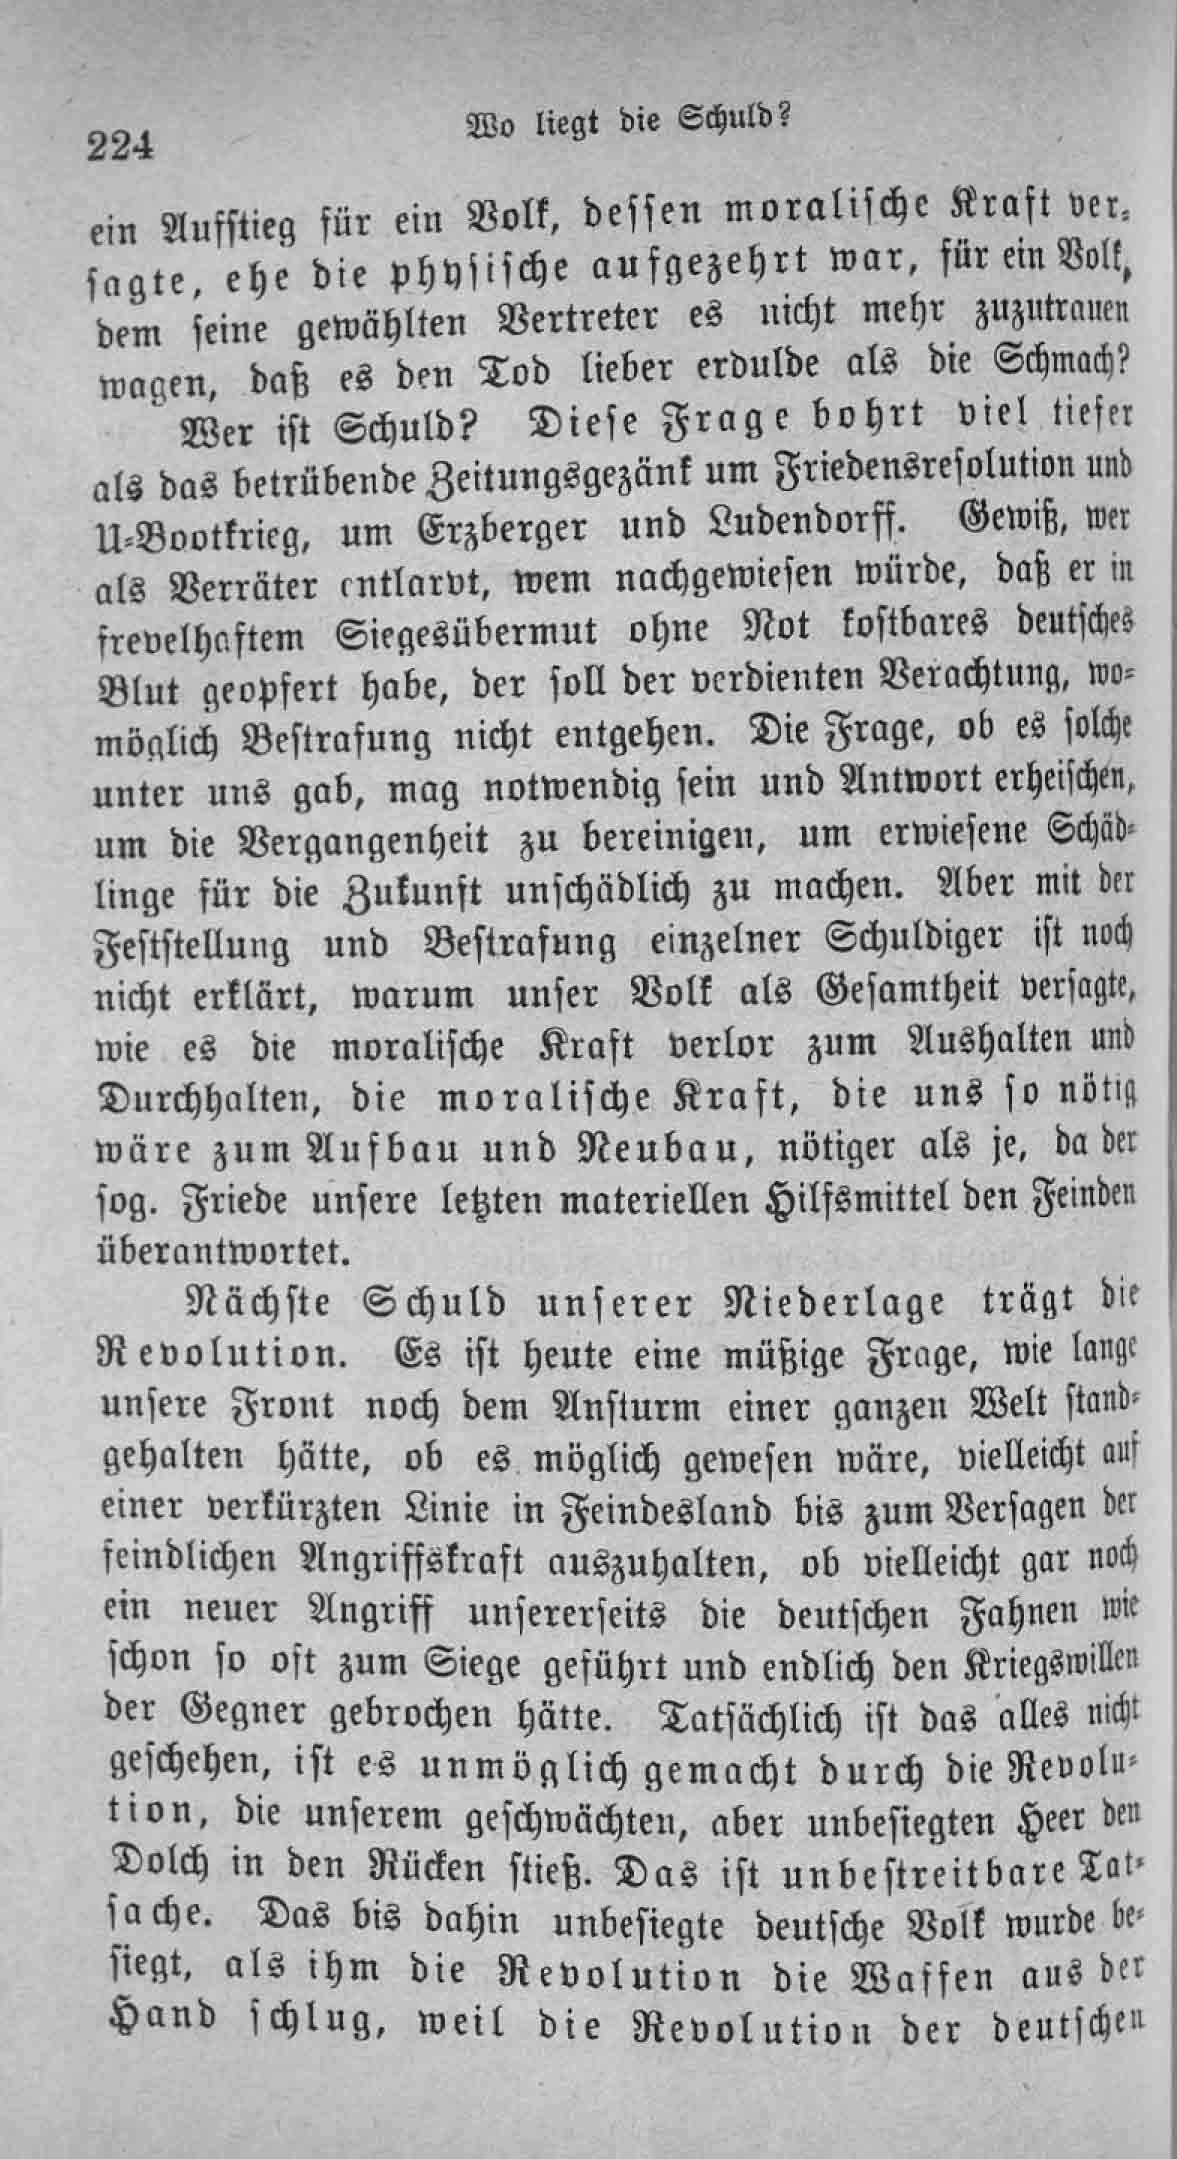 224
Wo liegt die Schuld?
ein Aufstieg für ein Volk, dessen moralische Kraft ver-
sagte, ehe die physische aufgezehrt war, für ein Volk,
dem seine gewählten Vertreter es nicht mehr zuzutrauen
wagen, daß es den Tod lieber erdulde als die Schmach?
Wer ist Schuld? Diese Frage bohrt viel tiefer
als das betrübende Zeitungsgezänk um Friedensresolution und
U-Bootkrieg, um Erzberger und Ludendorff. Gewiß, wer
als Verräter entlarvt, wem nachgewiesen würde, daß er in
frevelhaftem Siegesübermut ohne Not kostbares deutsches
Blut geopfert habe, der soll der verdienten Verachtung, wo-
möglich Bestrafung nicht entgehen. Die Frage, ob es solche
unter uns gab, mag notwendig sein und Antwort erheischen,
um die Vergangenheit zu bereinigen, um erwiesene Schäd-
linge für die Zukunft unschädlich zu machen. Aber mit der
Feststellung und Bestrafung einzelner Schuldiger ist noch
nicht erklärt, warum unser Volk als Gesamtheit versagte,
wie es die moralische Kraft verlor zum Aushalten und
Durchhalten, die moralische Kraft, die uns so nötig
wäre zum Aufbau und Neubau, nötiger als je, da der
sog. Friede unsere letzten materiellen Hilfsmittel den Feinden
überantwortet.
Nächste Schuld unserer Niederlage trägt die
Revolution. Es ist heute eine müßige Frage, wie lange
unsere Front noch dem Ansturm einer ganzen Welt stand-
gehalten hätte, ob es möglich gewesen wäre, vielleicht auf
einer verkürzten Linie in Feindesland bis zum Versagen der
feindlichen Angriffskraft auszuhalten, ob vielleicht gar noch
ein neuer Angriff unsererseits die deutschen Fahnen wie
schon so oft zum Siege geführt und endlich den Kriegswillen
der Gegner gebrochen hätte. Tatsächlich ist das alles nicht
geschehen, ist es unmöglich gemacht durch die Revolu-
tion, die unserem geschwächten, aber unbesiegten Heer den
Dolch in den Rücken stieß. Das ist unbestreitbare Tat-
sache. Das bis dahin unbesiegte deutsche Volk wurde be-
siegt, als ihm die Revolution die Waffen aus der
Hand schlug, weil die Revolution der deutschen